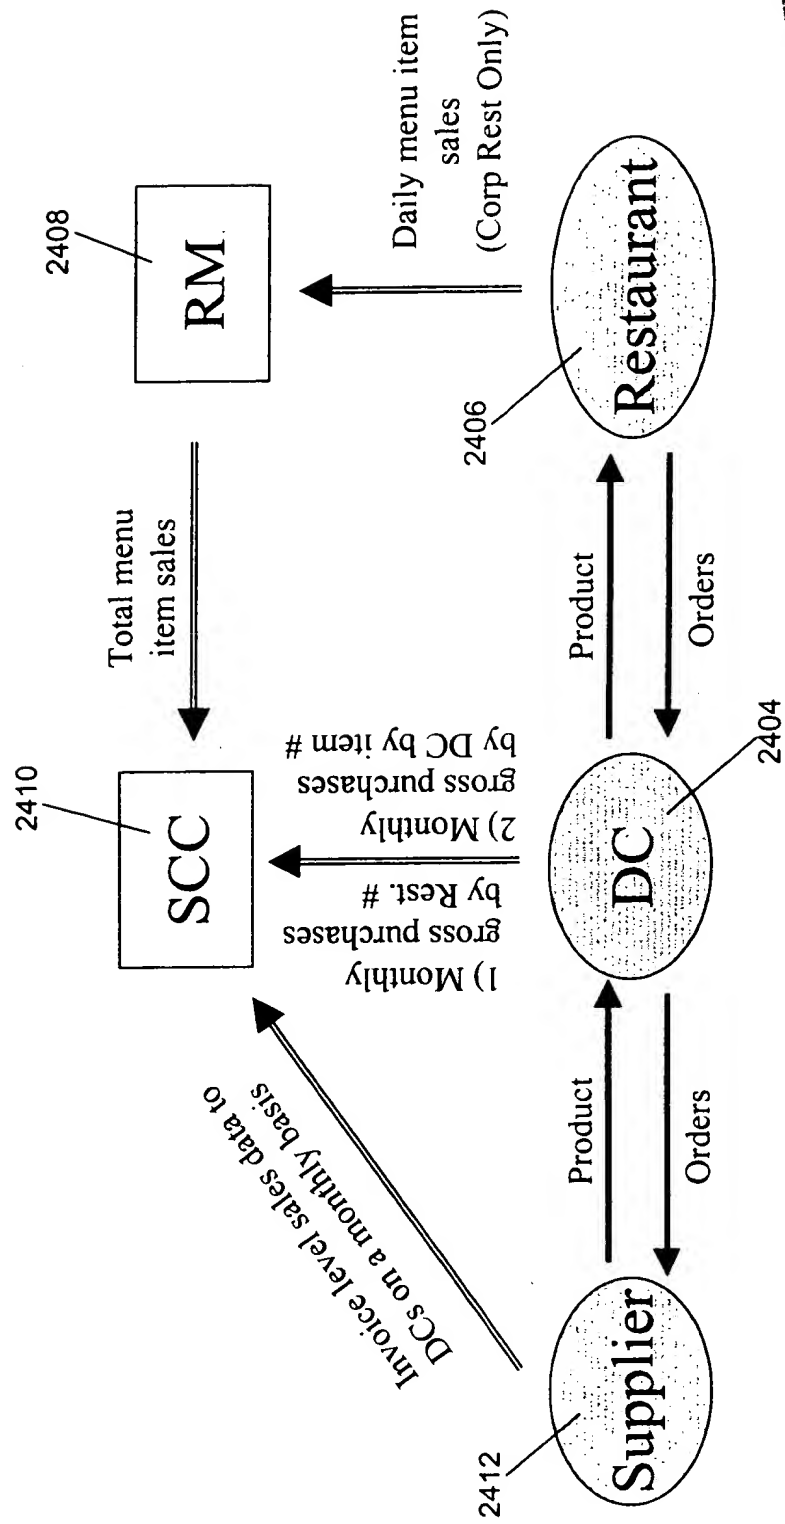 2410
2408
SCC
Total menu
item sales
RM
Invoice level sales data to
DCs on a monthly basis
1) Monthly
gross purchases
by Rest. #
2) Monthly
gross purchases
by DC by item #
Daily menu item
sales
(Corp Rest Only)
2412
2406
Supplier
Product
Orders
DC
Product
Orders
Restaurant
2404